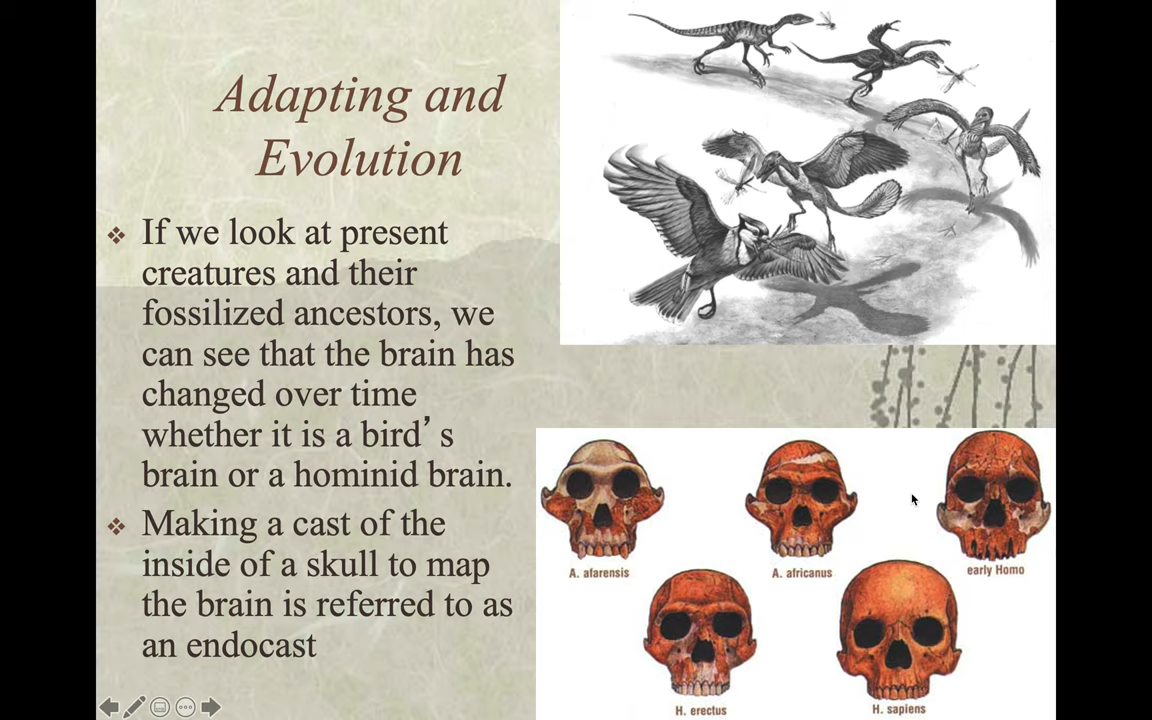 Adapting and
Evolution
❖ If we look at present
creatures and their
fossilized ancestors, we
can see that the brain has
changed over time
whether it is a bird’s
brain or a hominid brain.
❖ Making a cast of the
inside of a skull to map
the brain is referred to as
an endocast
A. afarensis
A. africanus
early Homo
H. erectus
H. sapiens